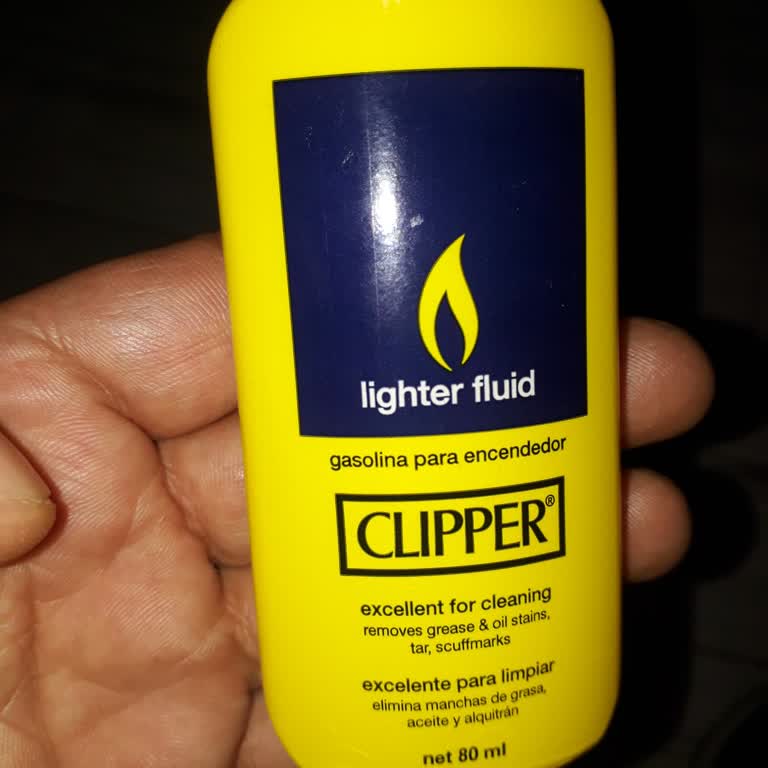 lighter fluid
gasolina para encendedor
CLIPPER®
excellent for cleaning
removes grease & oil stains,
tar, scuffmarks
excelente para limpiar
elimina manchas de grasa,
aceite y alquitrán
net 80 ml